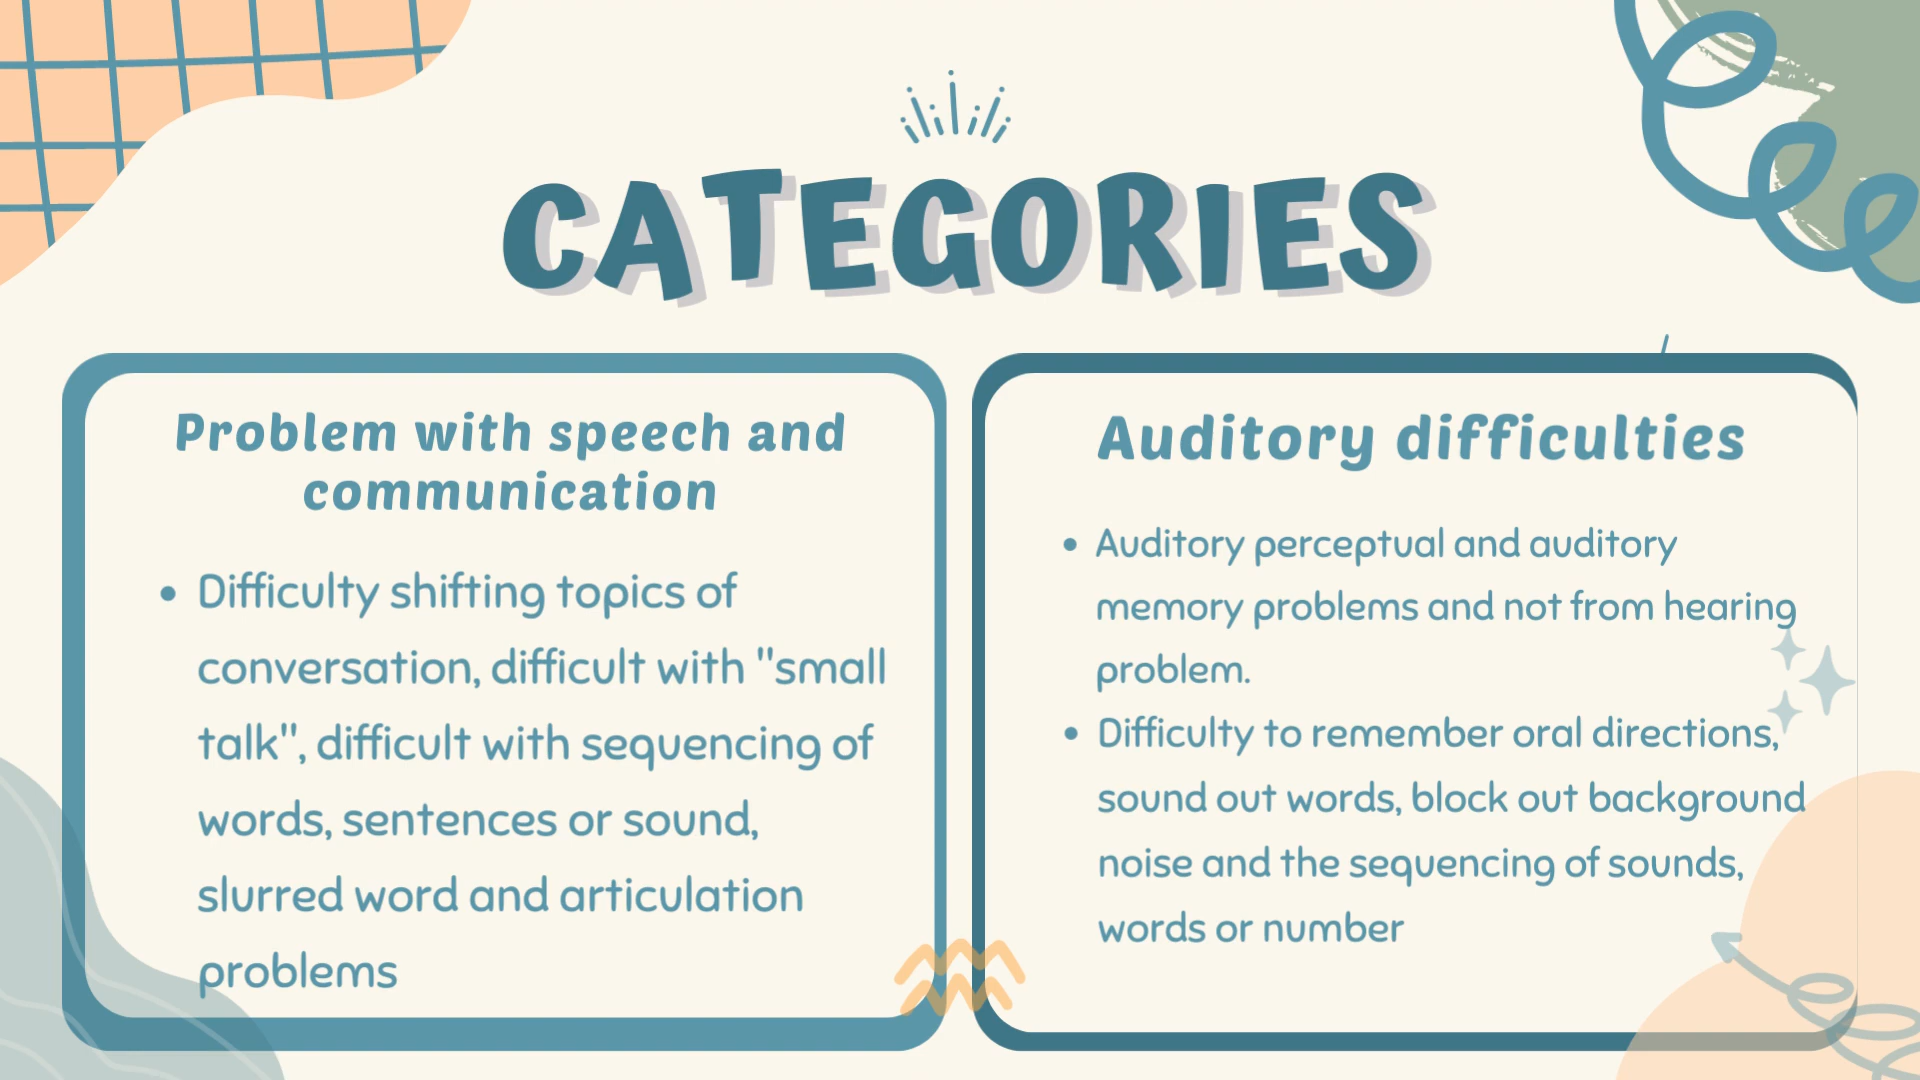 CATEGORIES
Problem with speech and
communication
• Difficulty shifting topics of
conversation, difficult with "small
talk", difficult with sequencing of
words, sentences or sound,
slurred word and articulation
problems
Auditory difficulties
• Auditory perceptual and auditory
memory problems and not from hearing
problem.
• Difficulty to remember oral directions,
sound out words, block out background
noise and the sequencing of sounds,
words or number